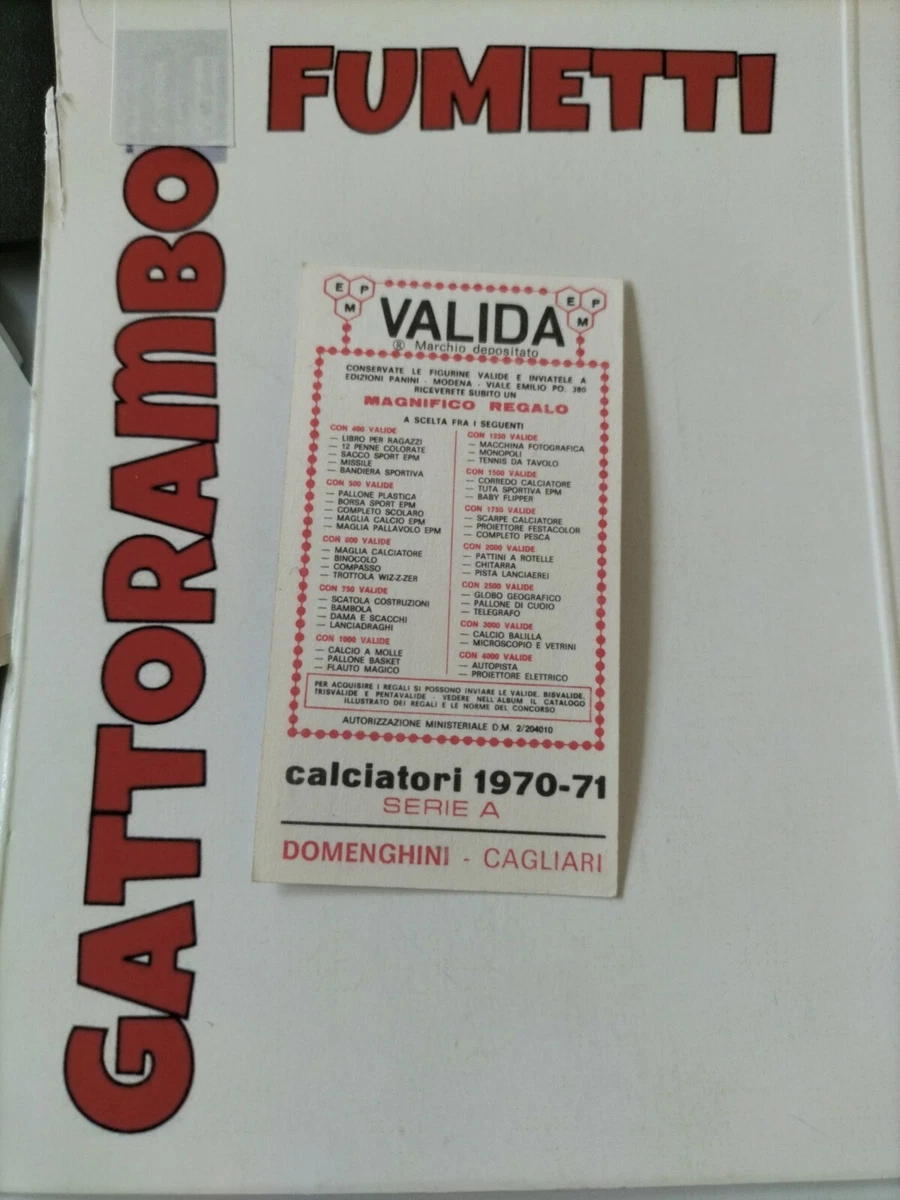 FUMETTI
GATTORAMBO
E P M
E P M
VALIDA
® Marchio depositato
CONSERVATE LE FIGURINE VALIDE E INVIATELE A
EDIZIONI PANINI - MODENA - VIALE EMILIO PO. 380
RICEVERETE SUBITO UN
MAGNIFICO REGALO
A SCELTA FRA I SEGUENTI
CON 400 VALIDE
— LIBRO PER RAGAZZI
— 12 PENNE COLORATE
— SACCO SPORT EPM
— MISSILE
— BANDIERA SPORTIVA
CON 500 VALIDE
— PALLONE PLASTICA
— BORSA SPORT EPM
— COMPLETO SCOLARO
— MAGLIA CALCIO EPM
— MAGLIA PALLAVOLO EPM
CON 600 VALIDE
— MAGLIA CALCIATORE
— BINOCOLO
— COMPASSO
— TROTTOLA WIZ-Z-ZER
CON 750 VALIDE
— SCATOLA COSTRUZIONI
— BAMBOLA
— DAMA E SCACCHI
— LANCIADRAGHI
CON 1000 VALIDE
— CALCIO A MOLLE
— PALLONE BASKET
— FLAUTO MAGICO
CON 1250 VALIDE
— MACCHINA FOTOGRAFICA
— MONOPOLI
— TENNIS DA TAVOLO
CON 1500 VALIDE
— CORREDO CALCIATORE
— TUTA SPORTIVA EPM
— BABY FLIPPER
CON 1750 VALIDE
— SCARPE CALCIATORE
— PROIETTORE FESTACOLOR
— COMPLETO PESCA
CON 2000 VALIDE
— PATTINI A ROTELLE
— CHITARRA
— PISTA LANCIAEREI
CON 2500 VALIDE
— GLOBO GEOGRAFICO
— PALLONE DI CUOIO
— TELEGRAFO
CON 3000 VALIDE
— CALCIO BALILLA
— MICROSCOPIO E VETRINI
CON 4000 VALIDE
— AUTOPISTA
— PROIETTORE ELETTRICO
PER ACQUISIRE I REGALI SI POSSONO INVIARE LE VALIDE, BISVALIDE,
TRISVALIDE E PENTAVALIDE - VEDERE NELL'ALBUM IL CATALOGO
ILLUSTRATO DEI REGALI E LE NORME DEL CONCORSO
AUTORIZZAZIONE MINISTERIALE D.M. 2/204010
calciatori 1970-71
SERIE A
DOMENGHINI - CAGLIARI